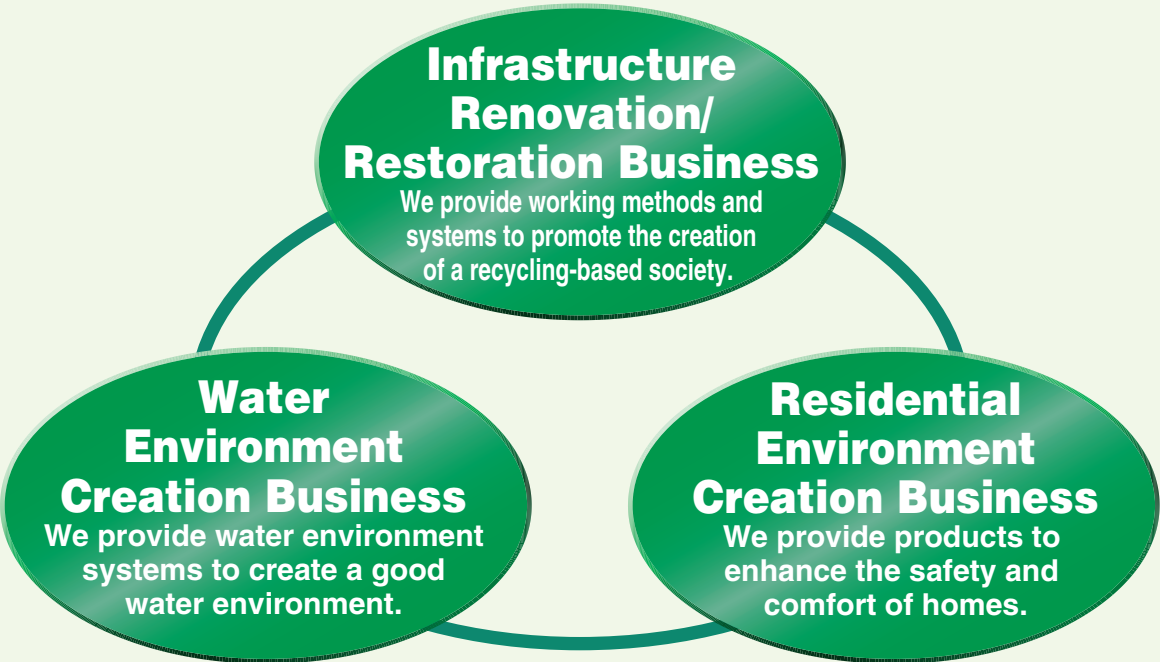 Infrastructure
Renovation/
Restoration Business
We provide working methods and
systems to promote the creation
of a recycling-based society.
Water
Environment
Creation Business
We provide water environment
systems to create a good
water environment.
Residential
Environment
Creation Business
We provide products to
enhance the safety and
comfort of homes.